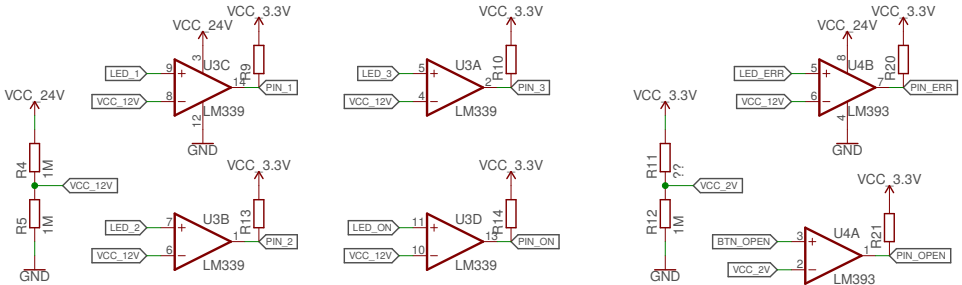 VCC_24V
R4
1M
VCC_12V
R5
1M
GND
VCC_24V
VCC_3.3V
R9
LED_1
9
+
3
U3C
14
PIN_1
VCC_12V
8
−
12
LM339
GND
VCC_3.3V
R13
LED_2
7
+
U3B
1
PIN_2
VCC_12V
6
−
LM339
VCC_3.3V
R10
LED_3
5
+
U3A
2
PIN_3
VCC_12V
4
−
LM339
VCC_3.3V
R14
LED_ON
11
+
U3D
13
PIN_ON
VCC_12V
10
−
LM339
VCC_3.3V
R11
??
VCC_2V
R12
1M
GND
VCC_24V
VCC_3.3V
R20
LED_ERR
5
+
8
U4B
7
PIN_ERR
VCC_12V
6
−
4
LM393
GND
VCC_3.3V
R21
BTN_OPEN
3
+
U4A
1
PIN_OPEN
VCC_2V
2
−
LM393